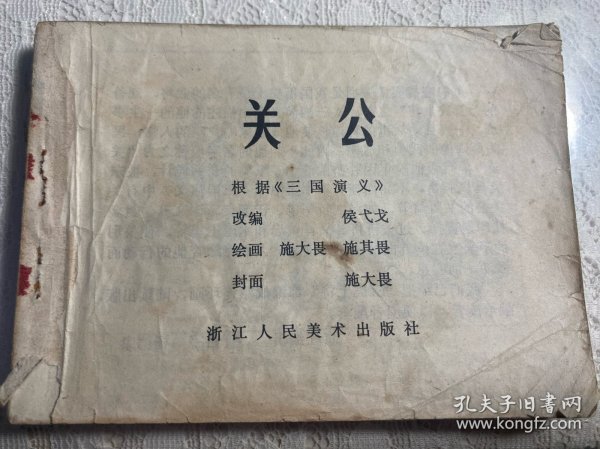 关公
根据《三国演义》
改编 侯弋戈
绘画 施大畏 施其畏
封面 施大畏
浙江人民美术出版社
孔夫子旧书网
book.kongfz.com